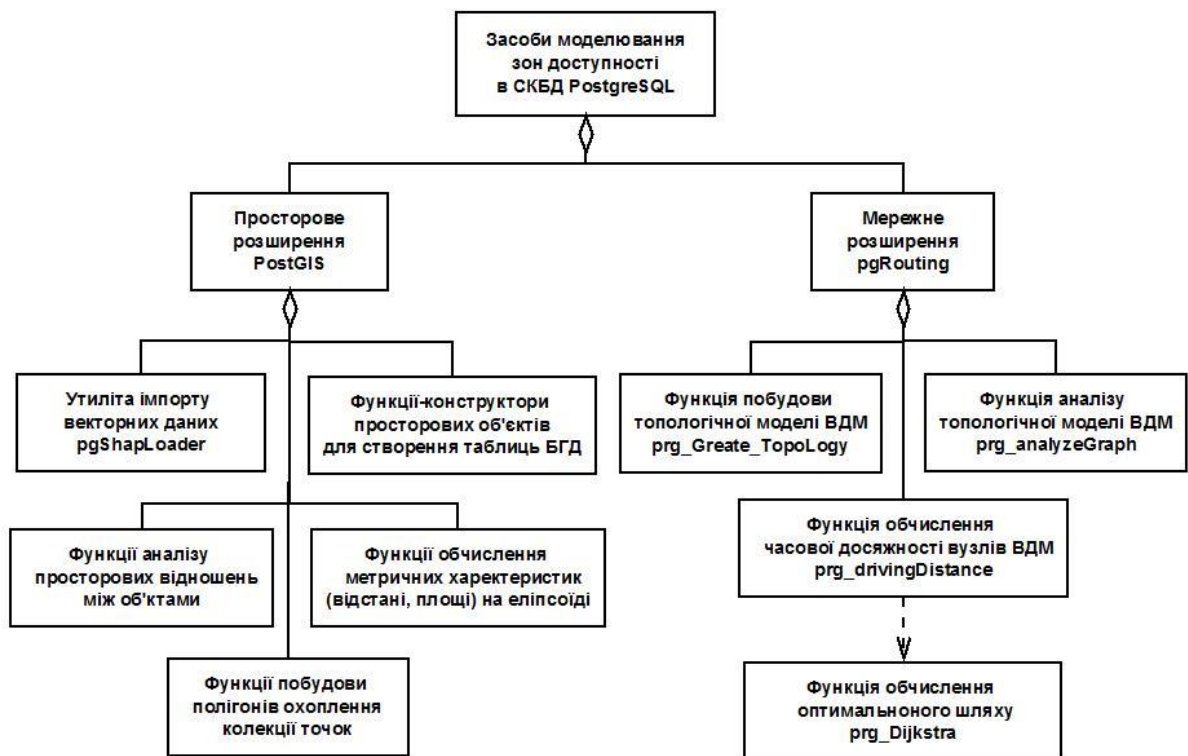 Засоби моделювання
зон доступності
в СКБД PostgreSQL
Просторове
розширення
PostGIS
Мережне
розширення
pgRouting
Утиліта імпорту
векторних даних
pgShapLoader
Функції-конструктори
просторових об'єктів
для створення таблиць БГД
Функція побудови
топологічної моделі ВДМ
prg_Greate_TopoLogy
Функція аналізу
топологічної моделі ВДМ
prg_analyzeGraph
Функції аналізу
просторових відношень
між об'ктами
Функції обчислення
метричних характеристик
(відстані, площі) на еліпсоїді
Функція обчислення
часової досяжності вузлів ВДМ
prg_drivingDistance
Функції побудови
полігонів охоплення
колекції точок
Функція обчислення
оптимальноного шляху
prg_Dijkstra